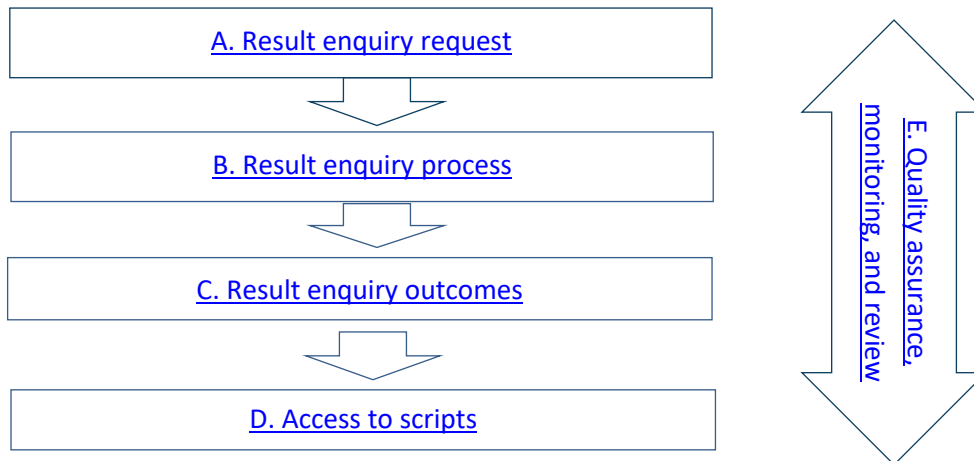 A. Result enquiry request
B. Result enquiry process
C. Result enquiry outcomes
D. Access to scripts
E. Quality assurance,
monitoring, and review